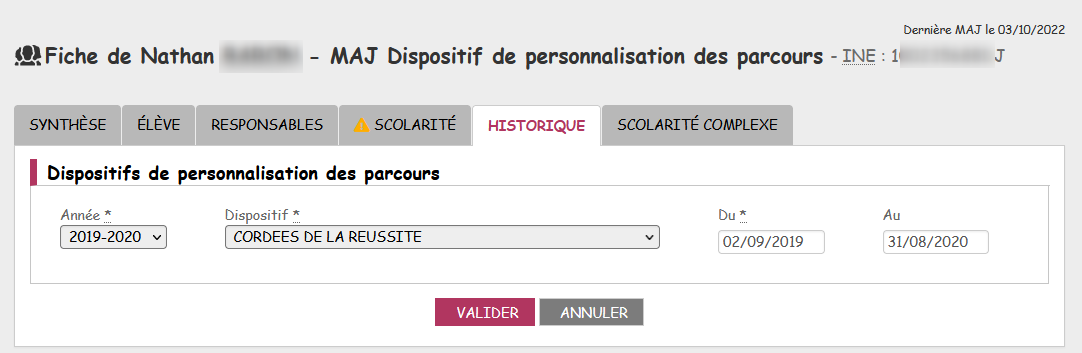 Dernière MAJ le 03/10/2022
Fiche de Nathan - MAJ Dispositif de personnalisation des parcours - INE : 1 J
SYNTHÈSE ÉLÈVE RESPONSABLES SCOLARITÉ HISTORIQUE SCOLARITÉ COMPLEXE
Dispositifs de personnalisation des parcours
Année * Dispositif * Du * Au
2019-2020 CORDEES DE LA REUSSITE 02/09/2019 31/08/2020
VALIDER ANNULER